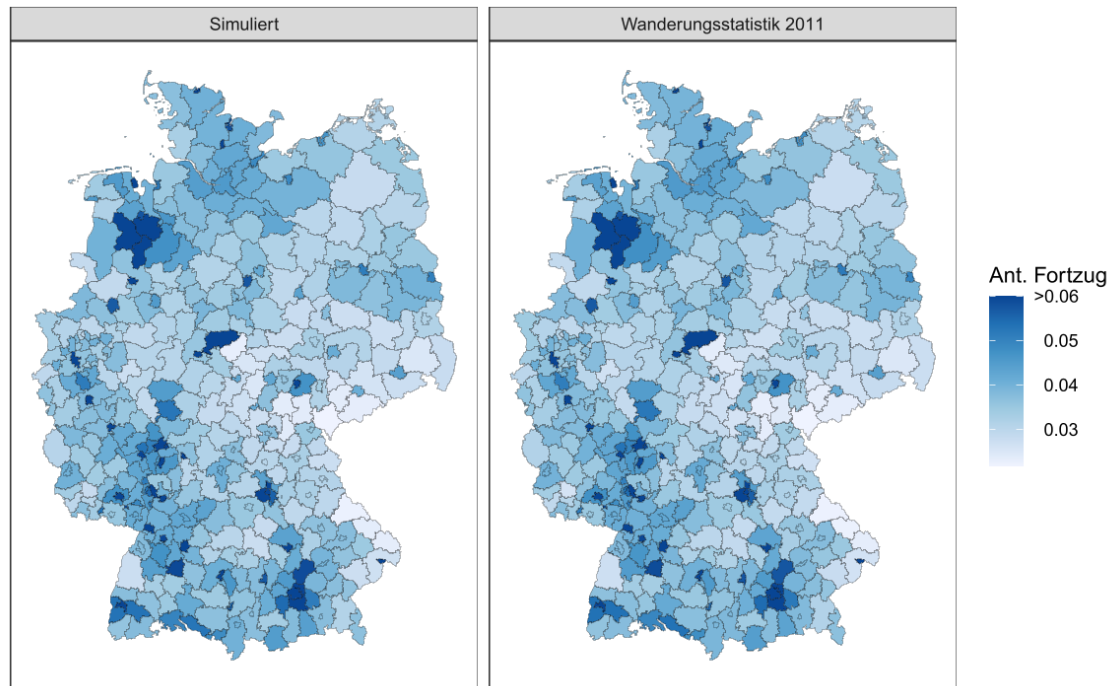 Simuliert
Wanderungsstatistik 2011
Ant. Fortzug
>0.06
0.05
0.04
0.03